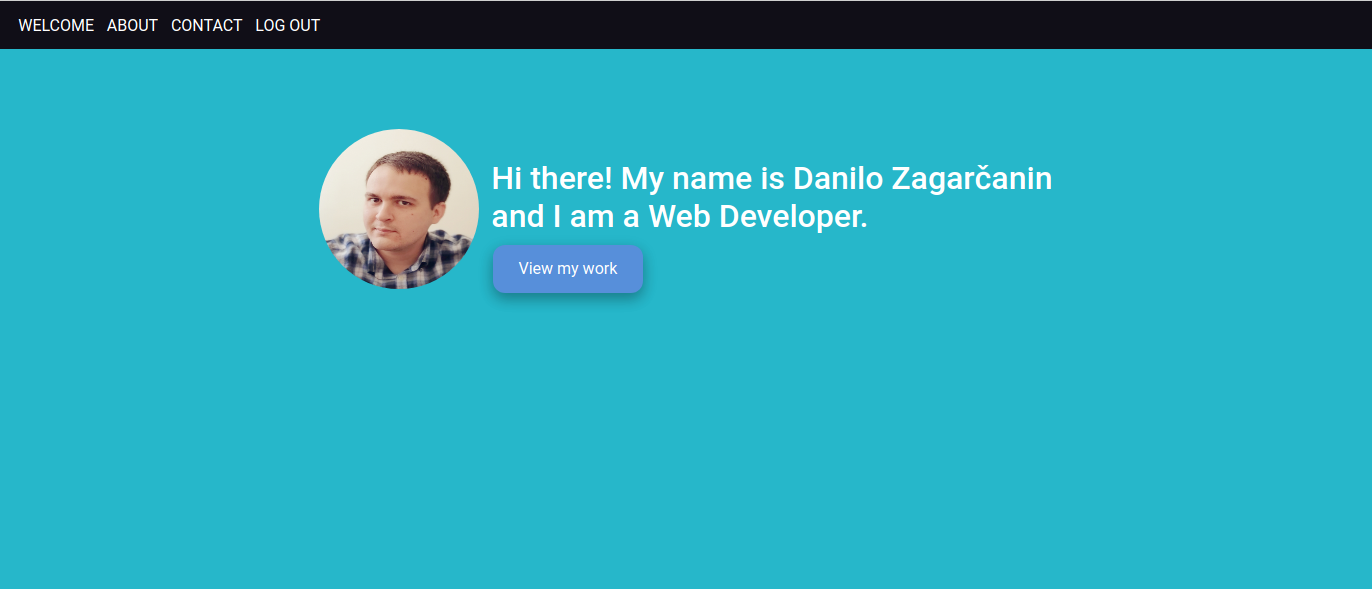 WELCOME ABOUT CONTACT LOG OUT
Hi there! My name is Danilo Zagarčanin
and I am a Web Developer.
View my work